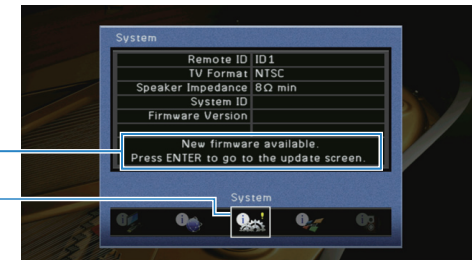 System
Remote ID ID1
TV Format NTSC
Speaker Impedance 8Ω min
System ID
Firmware Version
New firmware available.
Press ENTER to go to the update screen.
System